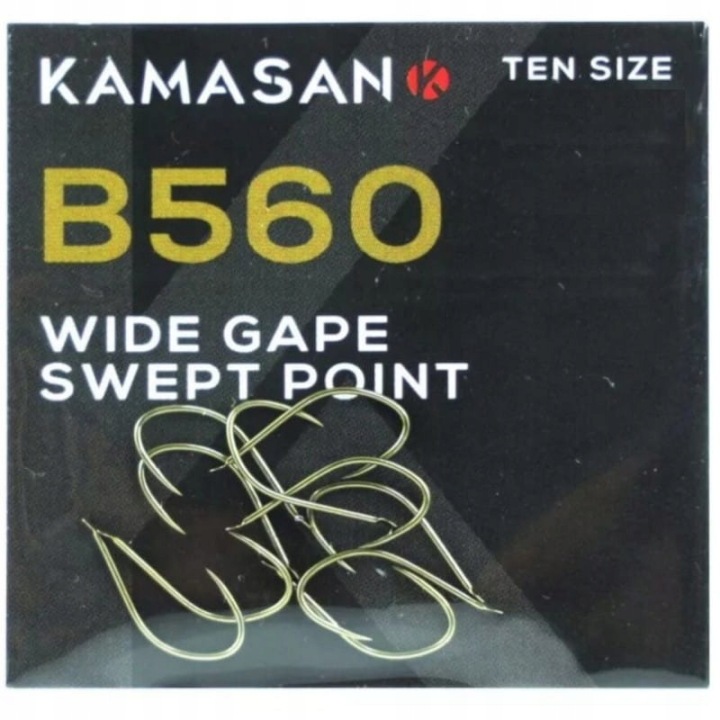 KAMASAN
TEN SIZE
B560
WIDE GAPE
SWEPT POINT